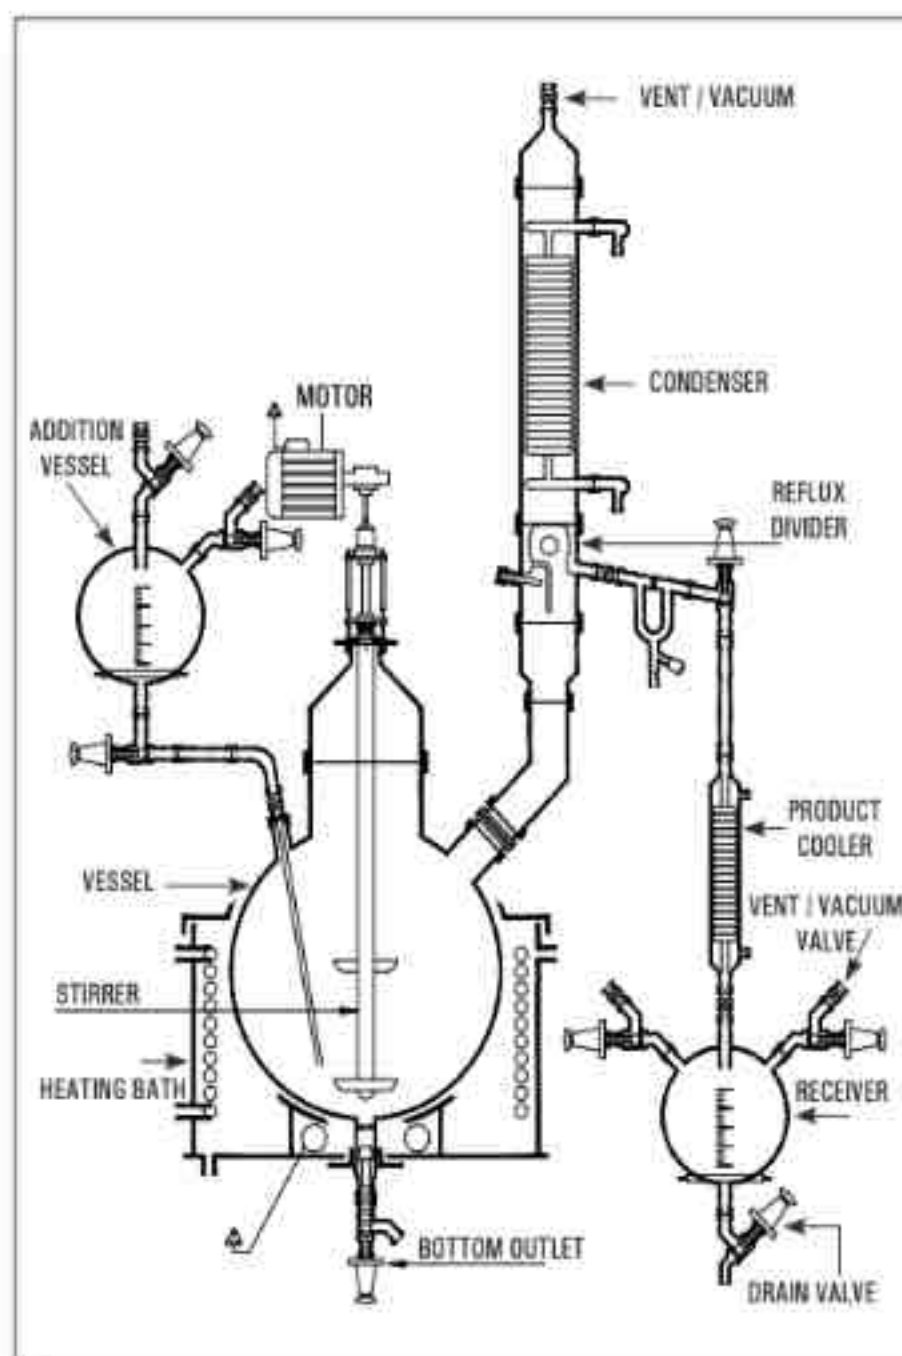 VENT / VACUUM
CONDENSER
MOTOR
ADDITION
VESSEL
REFLUX
DIVIDER
PRODUCT
COOLER
VESSEL
VENT / VACUUM
VALVE
STIRRER
HEATING BATH
RECEIVER
BOTTOM OUTLET
DRAIN VALVE